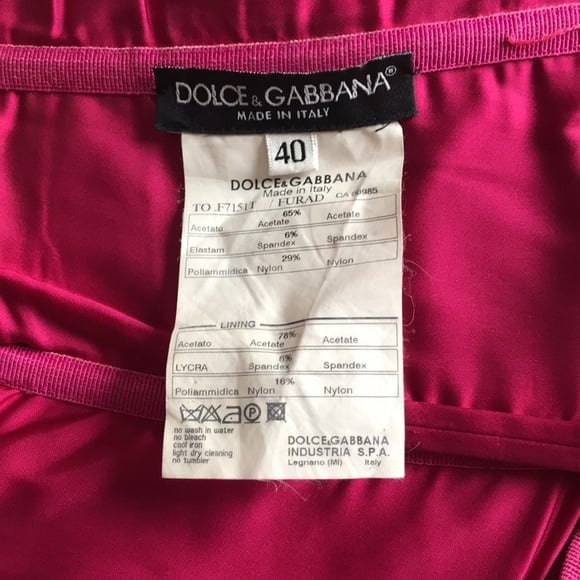 DOLCE & GABBANA®
MADE IN ITALY
40
DOLCE&GABBANA
Made in Italy
TO .F7151T / FURAD CA 00985
65%
Acetato Acetate Acetate
6%
Elastam Spandex Spandex
29%
Poliammidica Nylon Nylon
LINING
78%
Acetato Acetate Acetate
6%
LYCRA Spandex Spandex
16%
Poliammidica Nylon Nylon
no wash in water
no bleach
cool iron
light dry cleaning
no tumbler
DOLCE&GABBANA
INDUSTRIA S.P.A.
Legnano (MI) Italy